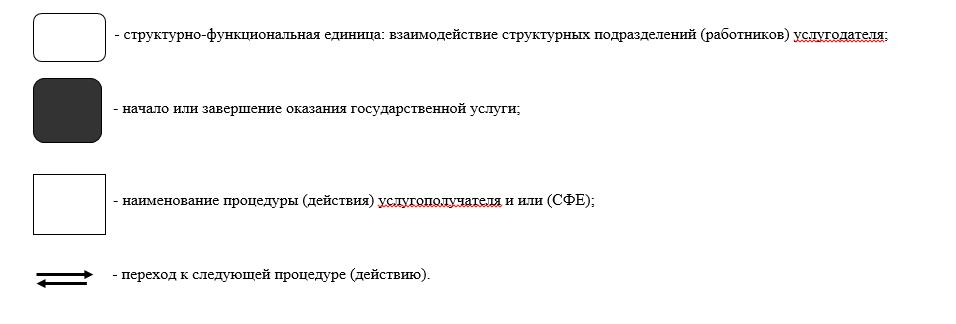 - структурно-функциональная единица: взаимодействие структурных подразделений (работников) услугодателя;
- начало или завершение оказания государственной услуги;
- наименование процедуры (действия) услугополучателя и или (СФЕ);
- переход к следующей процедуре (действию).